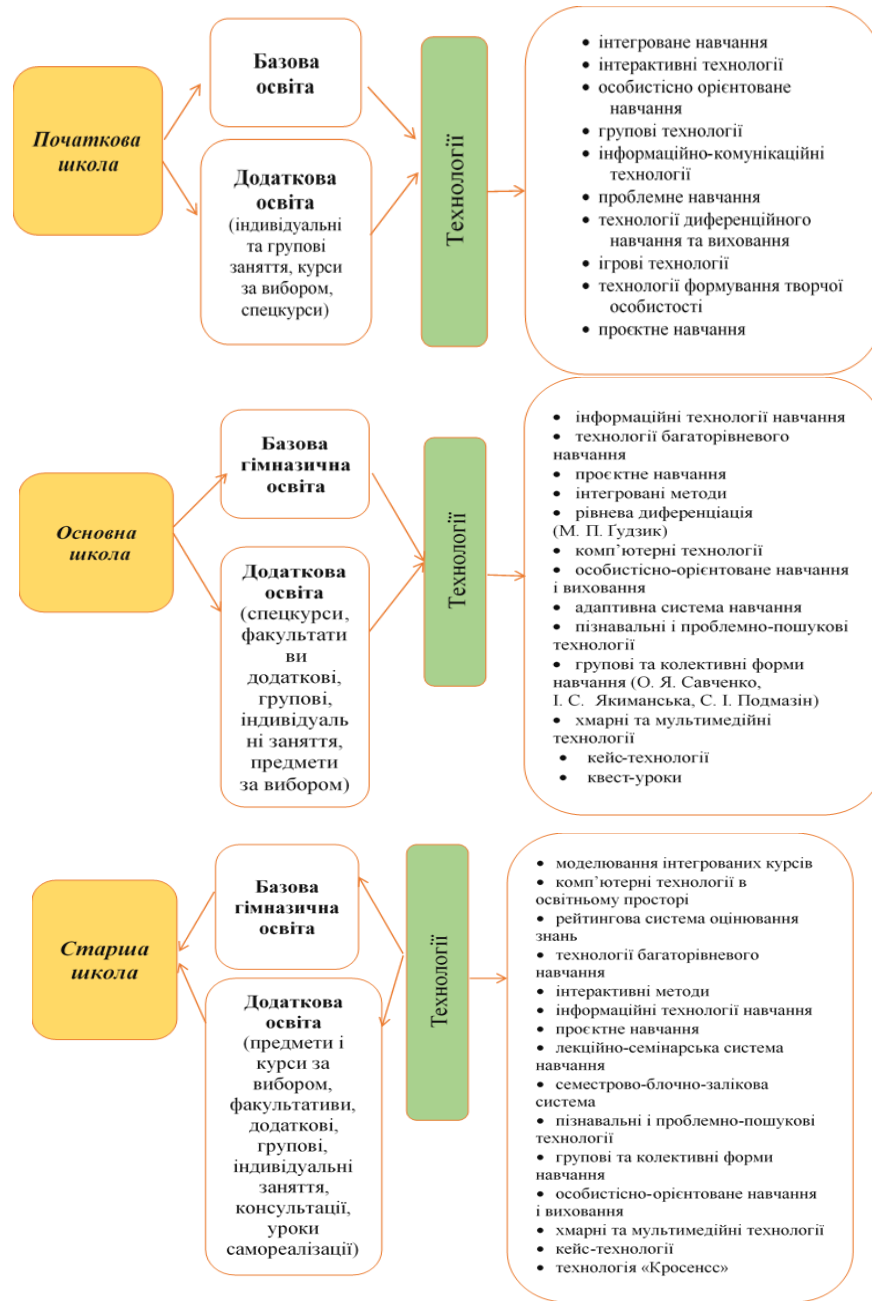 Початкова
школа
Базова
освіта
Додаткова
освіта
(індивідуальні
та групові
заняття, курси
за вибором,
спецкурси)
Технології
• інтегроване навчання
• інтерактивні технології
• особистісно орієнтоване
навчання
• групові технології
• інформаційно-комунікаційні
технології
• проблемне навчання
• технології диференційного
навчання та виховання
• ігрові технології
• технології формування творчої
особистості
• проєктне навчання
Основна
школа
Базова
гімназична
освіта
Додаткова
освіта
(спецкурси,
факультати
ви
додаткові,
групові,
індивідуаль
ні заняття,
предмети
за вибором)
Технології
• інформаційні технології навчання
• технології багаторівневого
навчання
• проєктне навчання
• інтегровані методи
• рівнева диференціація
(М. П. Ґудзик)
• комп’ютерні технології
• особистісно-орієнтоване навчання
і виховання
• адаптивна система навчання
• пізнавальні і проблемно-пошукові
технології
• групові та колективні форми
навчання (О. Я. Савченко,
І. С. Якиманська, С. І. Подмазін)
• хмарні та мультимедійні
технології
• кейс-технології
• квест-уроки
Старша
школа
Базова
гімназична
освіта
Додаткова
освіта
(предмети і
курси за
вибором,
факультативи,
додаткові,
групові,
індивідуальні
заняття,
консультації,
уроки
самореалізації)
Технології
• моделювання інтегрованих курсів
• комп’ютерні технології в
освітньому просторі
• рейтингова система оцінювання
знань
• технології багаторівневого
навчання
• інтерактивні методи
• інформаційні технології навчання
• проєктне навчання
• лекційно-семінарська система
навчання
• семестрово-блочно-залікова
система
• пізнавальні і проблемно-пошукові
технології
• групові та колективні форми
навчання
• особистісно-орієнтоване навчання
і виховання
• хмарні та мультимедійні технології
• кейс-технології
• технологія «Кросенсс»